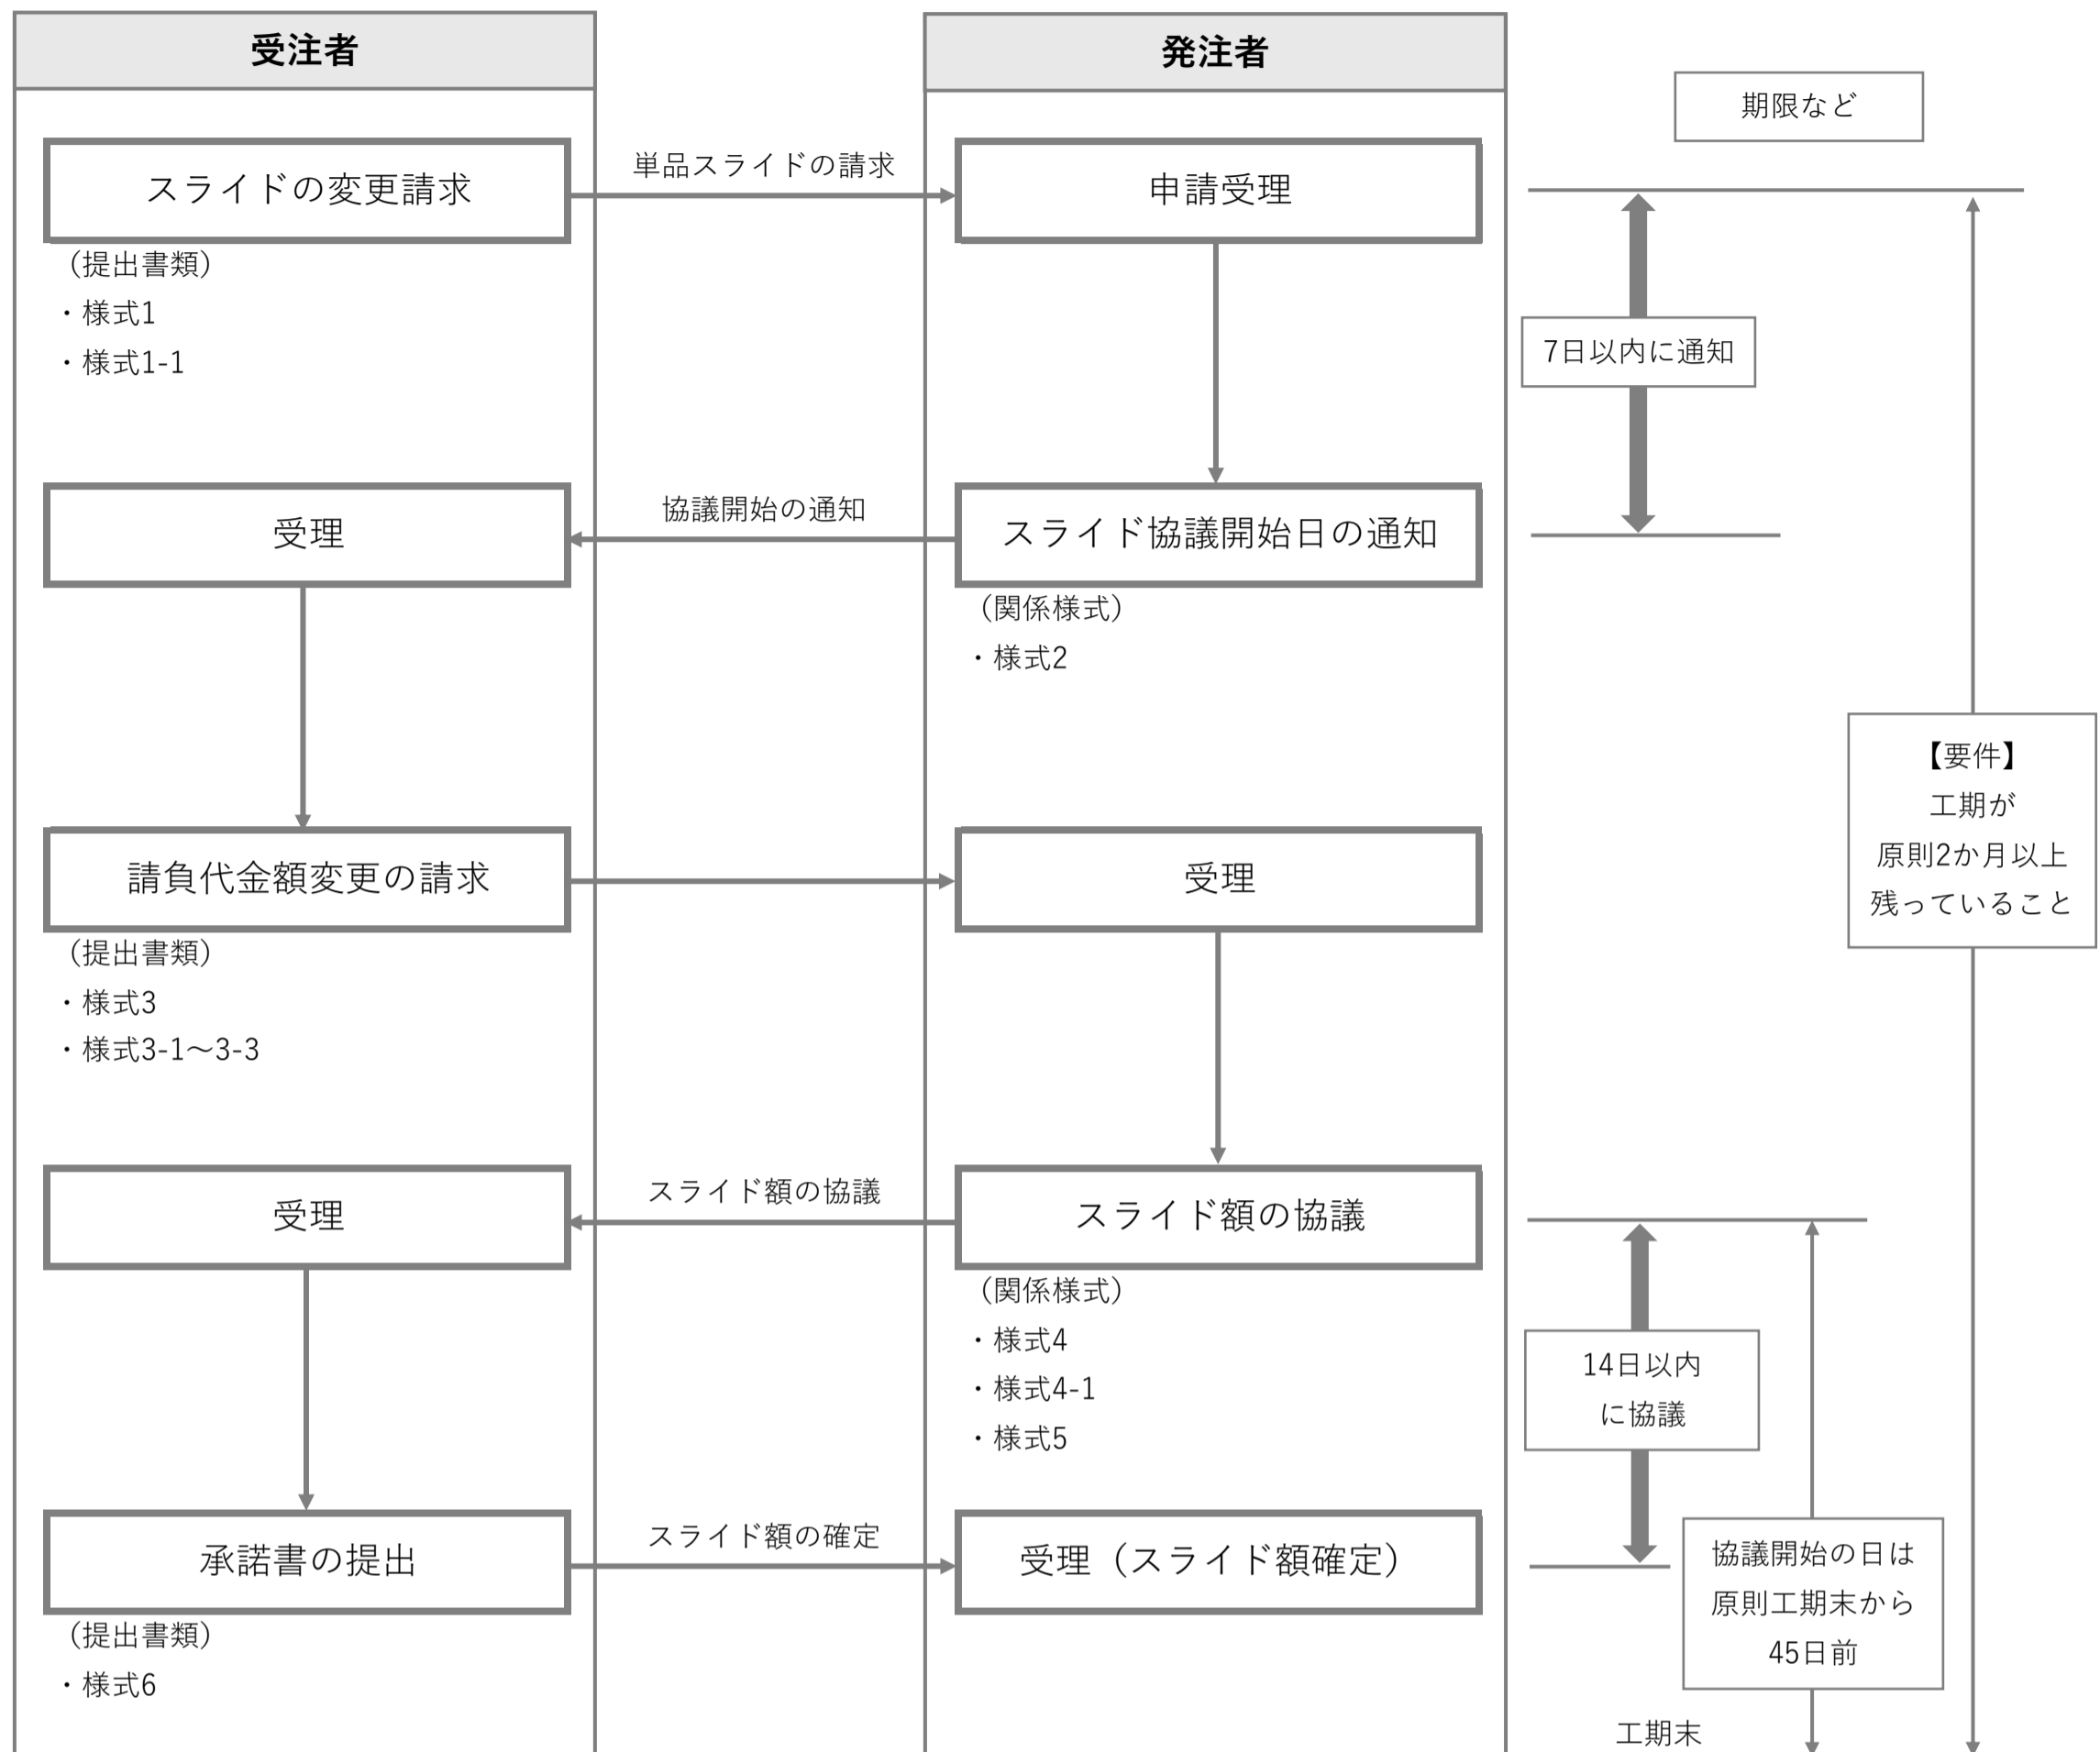 受注者
発注者
期限など
スライドの変更請求
単品スライドの請求
申請受理
（提出書類）
・様式1
・様式1-1
7日以内に通知
受理
協議開始の通知
スライド協議開始日の通知
（関係様式）
・様式2
【要件】
工期が
原則2か月以上
残っていること
請負代金額変更の請求
受理
（提出書類）
・様式3
・様式3-1～3-3
受理
スライド額の協議
スライド額の協議
（関係様式）
・様式4
・様式4-1
・様式5
14日以内
に協議
承諾書の提出
スライド額の確定
受理（スライド額確定）
協議開始の日は
原則工期末から
45日前
（提出書類）
・様式6
工期末